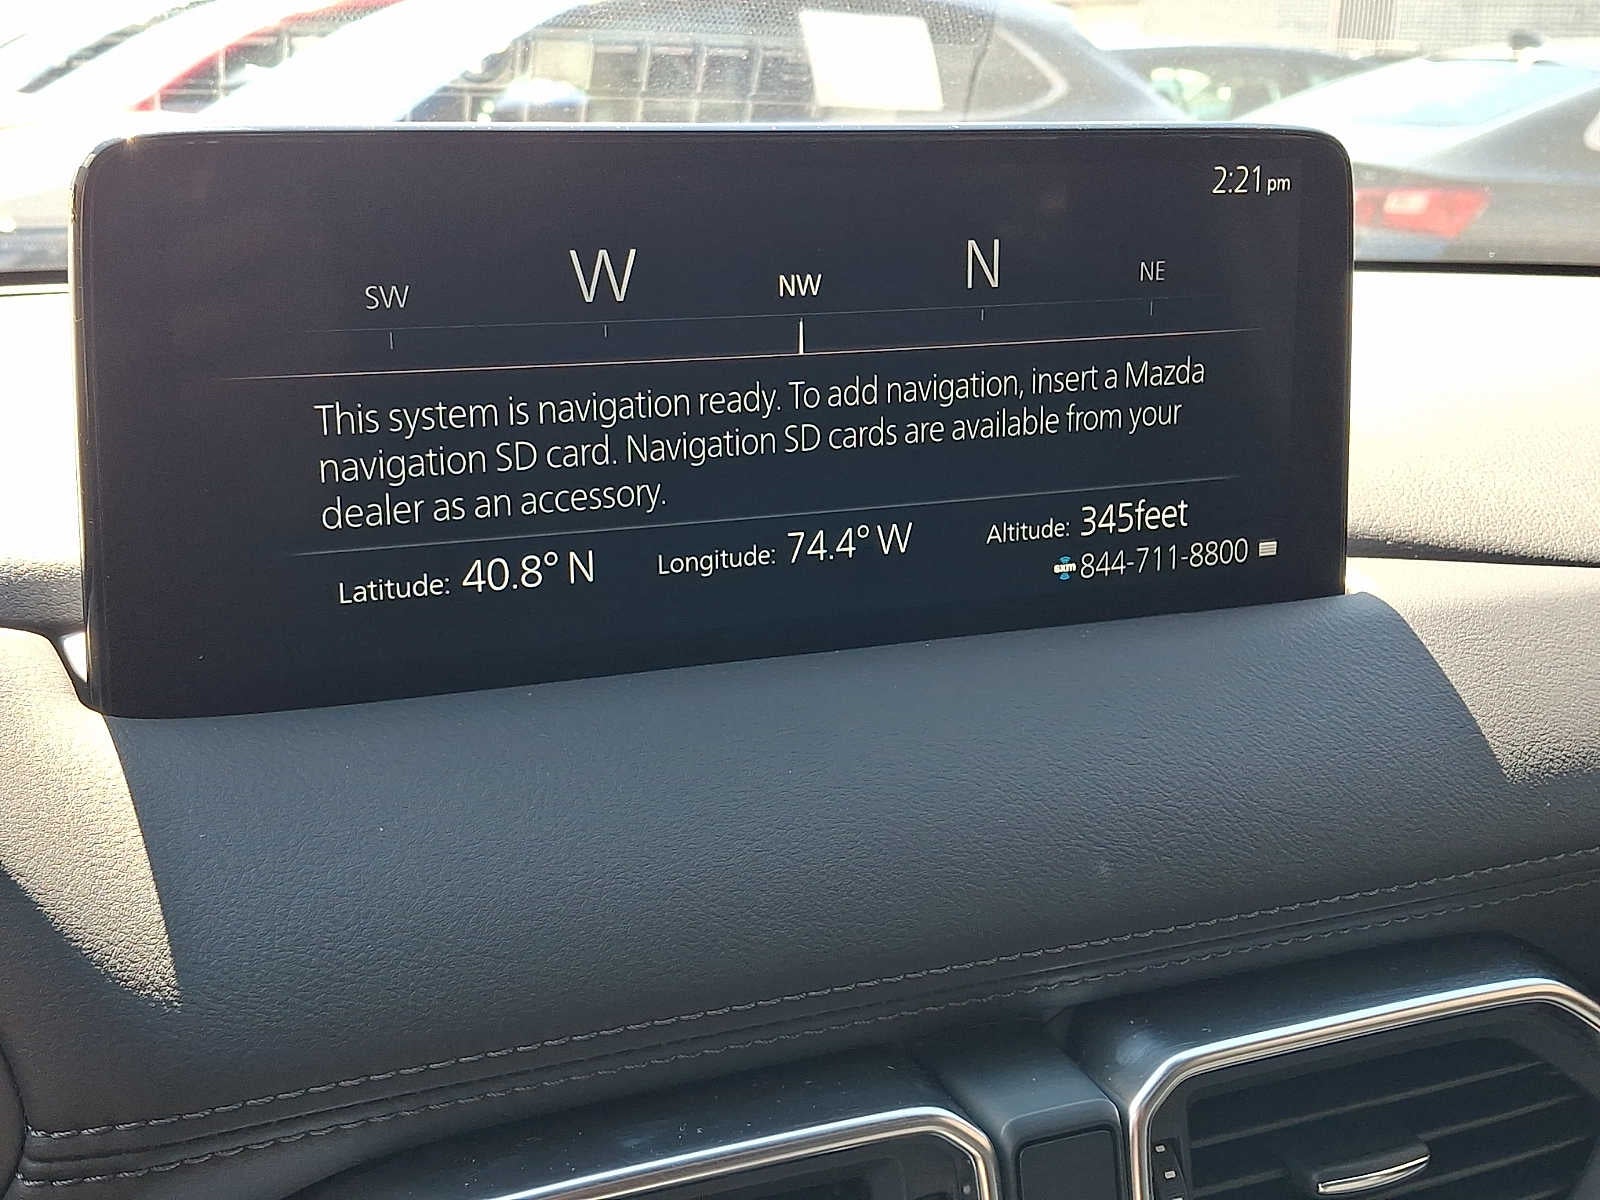 2:21pm
SW W NW N NE
This system is navigation ready. To add navigation, insert a Mazda
navigation SD card. Navigation SD cards are available from your
dealer as an accessory.
Latitude: 40.8° N Longitude: 74.4° W Altitude: 345feet
sxm 844-711-8800